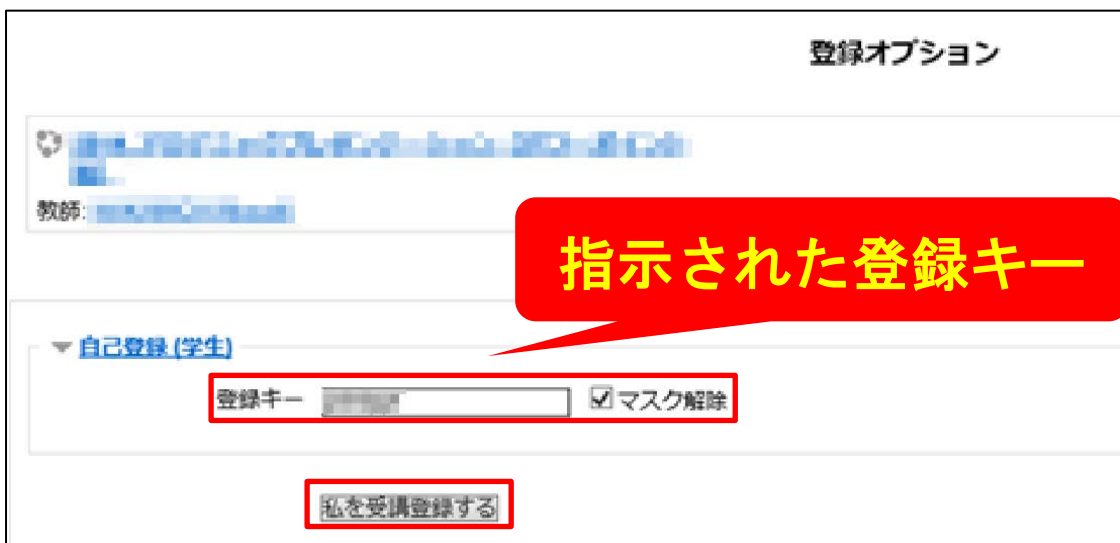 登録オプション
教師:
指示された登録キー
自己登録 (学生)
登録キー マスク解除
私を受講登録する